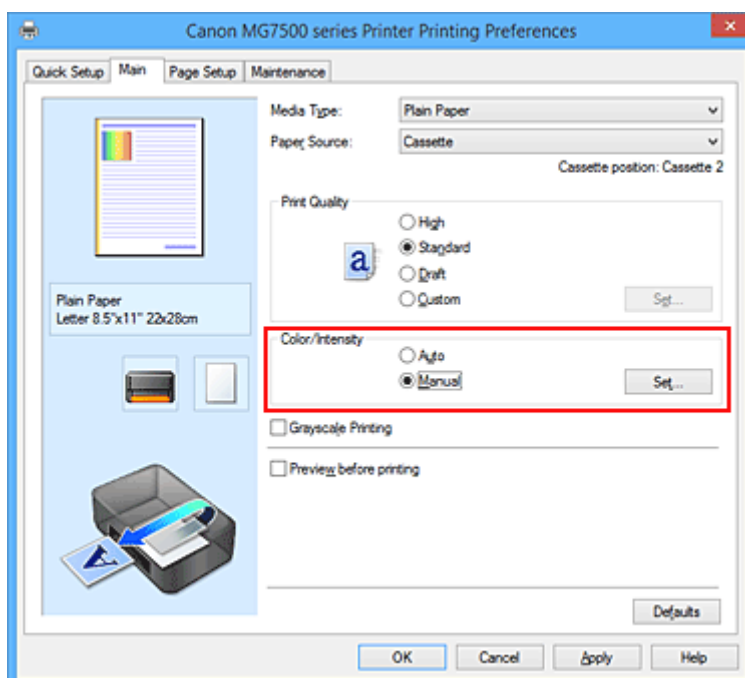 Canon MG7500 series Printer Printing Preferences
Quick Setup Main Page Setup Maintenance
Media Type: Plain Paper
Paper Source: Cassette
Cassette position: Cassette 2
Print Quality
High
a
Standard
Draft
Custom Set...
Plain Paper
Letter 8.5"x11" 22x28cm
Color/Intensity
Auto
Manual Set...
Grayscale Printing
Preview before printing
A
Defaults
OK Cancel Apply Help